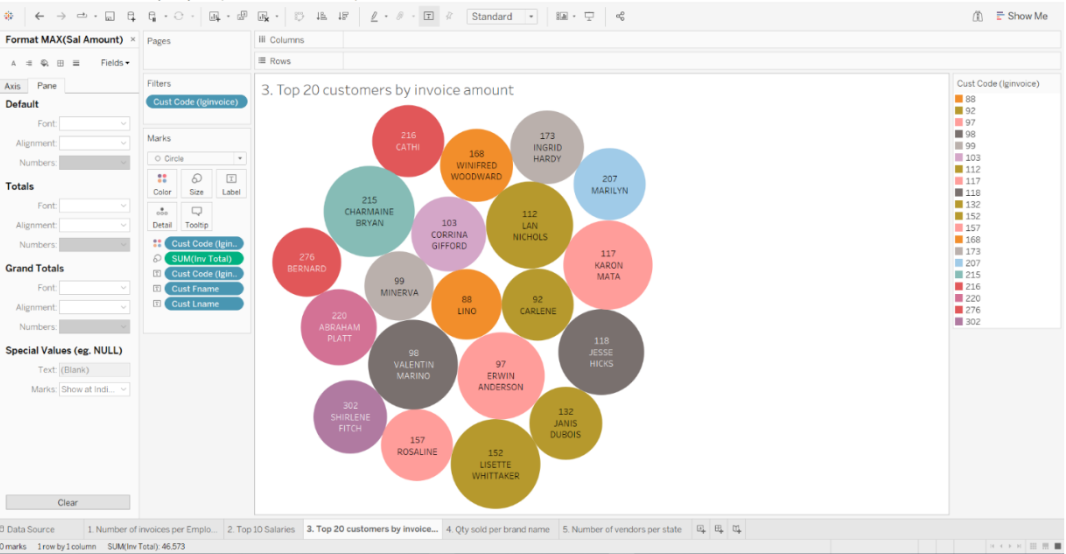 Standard
Show Me
Format MAX(Sal Amount) ×
Fields
Axis Pane
Default
Font:
Alignment:
Numbers:
Totals
Font:
Alignment:
Numbers:
Grand Totals
Font:
Alignment:
Numbers:
Special Values (eg. NULL)
Text: (Blank)
Marks: Show at Indi...
Clear
Pages
Filters
Cust Code (lginvoice)
Marks
Circle
Color Size Label
Detail Tooltip
Cust Code (lgin..
SUM(Inv Total)
Cust Code (lgin..
Cust Fname
Cust Lname
Columns
Rows
3. Top 20 customers by invoice amount
216
CATHI
168
WINIFRED
WOODWARD
173
INGRID
HARDY
207
MARILYN
215
CHARMAINE
BRYAN
103
CORRINA
GIFFORD
112
LAN
NICHOLS
117
KARON
MATA
276
BERNARD
99
MINERVA
88
LINO
92
CARLENE
220
ABRAHAM
PLATT
98
VALENTIN
MARINO
97
ERWIN
ANDERSON
118
JESSE
HICKS
302
SHIRLENE
FITCH
157
ROSALINE
132
JANIS
DUBOIS
152
LISETTE
WHITTAKER
Cust Code (lginvoice)
88
92
97
98
99
103
112
117
118
132
152
157
168
173
207
215
216
220
276
302
Data Source 1. Number of invoices per Emplo... 2. Top 10 Salaries 3. Top 20 customers by invoice... 4. Qty sold per brand name 5. Number of vendors per state
0 marks 1 row by 1 column SUM(Inv Total): 46,573